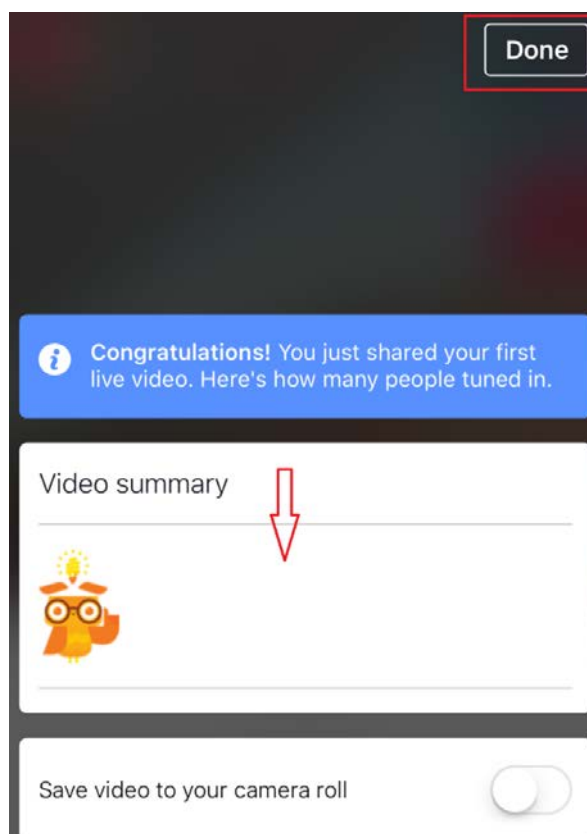 Done
Congratulations! You just shared your first
live video. Here's how many people tuned in.
Video summary
Save video to your camera roll